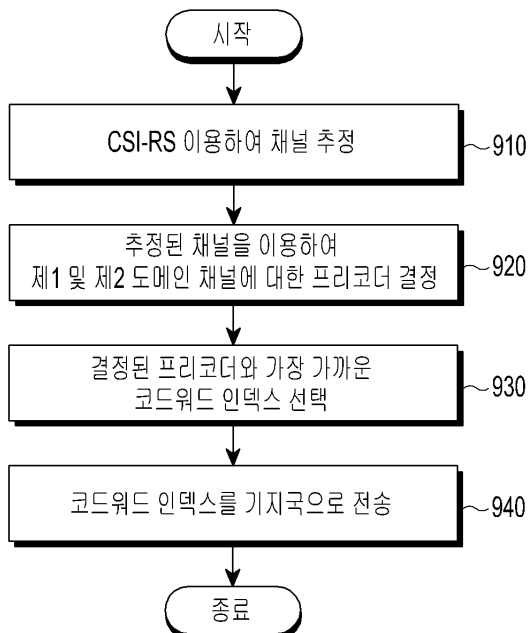 시작
CSI-RS 이용하여 채널 추정
910
추정된 채널을 이용하여
제1 및 제2 도메인 채널에 대한 프리코더 결정
920
결정된 프리코더와 가장 가까운
코드워드 인덱스 선택
930
코드워드 인덱스를 기지국으로 전송
940
종료